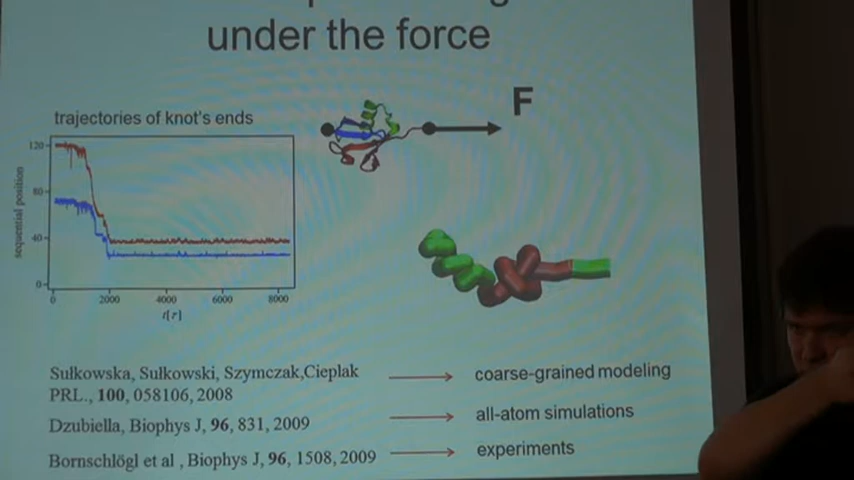 under the force
F
trajectories of knot's ends
120
80
40
0
sequential position
0 2000 4000 6000 8000
t[τ]
Sułkowska, Sułkowski, Szymczak,Cieplak
PRL., 100, 058106, 2008
coarse-grained modeling
Dzubiella, Biophys J, 96, 831, 2009
all-atom simulations
Bornschlögl et al , Biophys J, 96, 1508, 2009
experiments